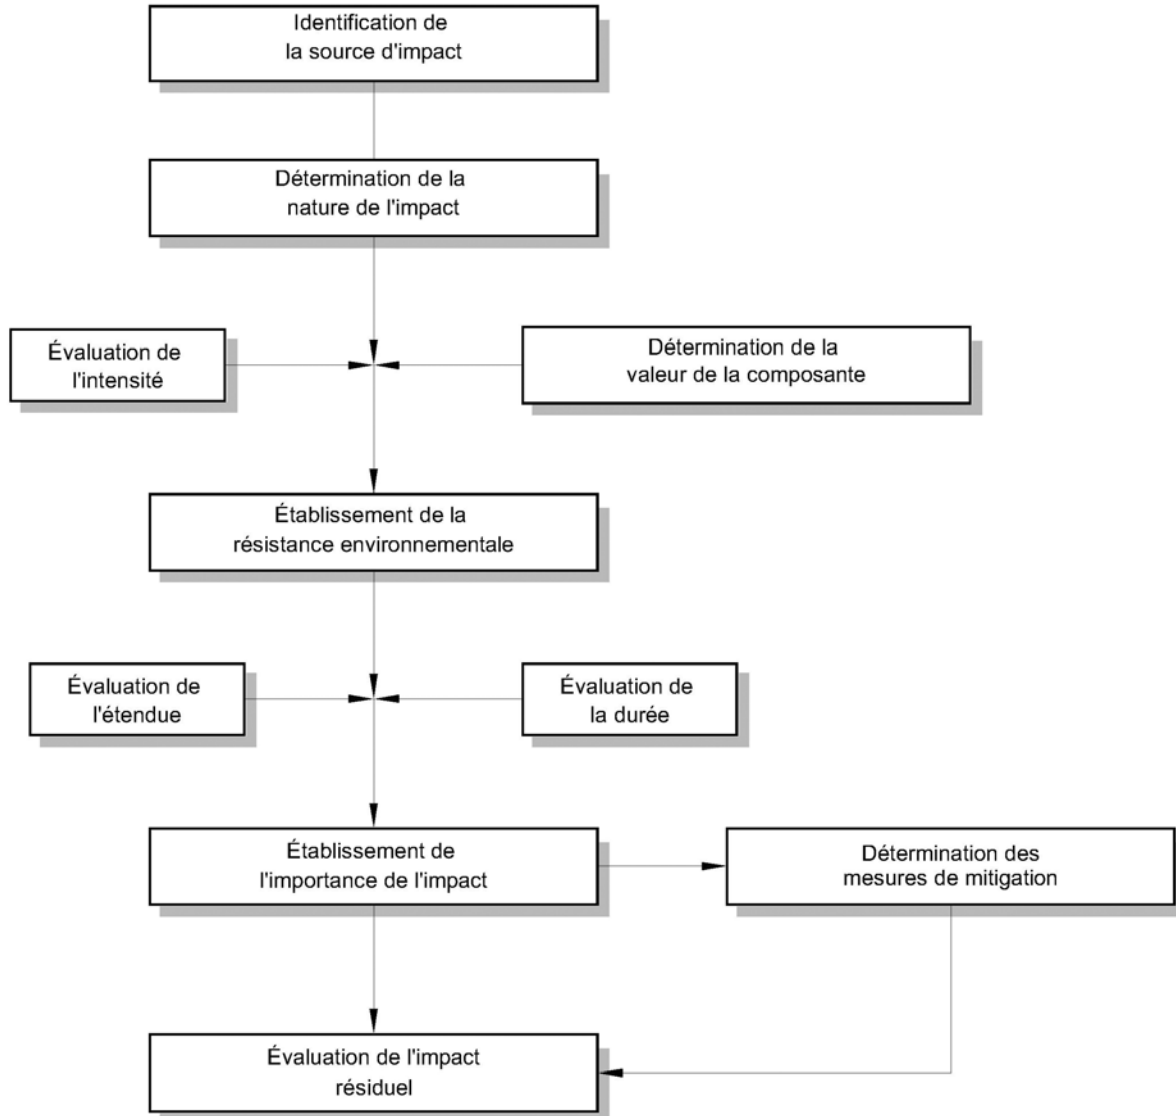 Identification de
la source d'impact
Détermination de la
nature de l'impact
Évaluation de
l'intensité
Détermination de la
valeur de la composante
Établissement de la
résistance environnementale
Évaluation de
l'étendue
Évaluation de
la durée
Établissement de
l'importance de l'impact
Détermination des
mesures de mitigation
Évaluation de l'impact
résiduel